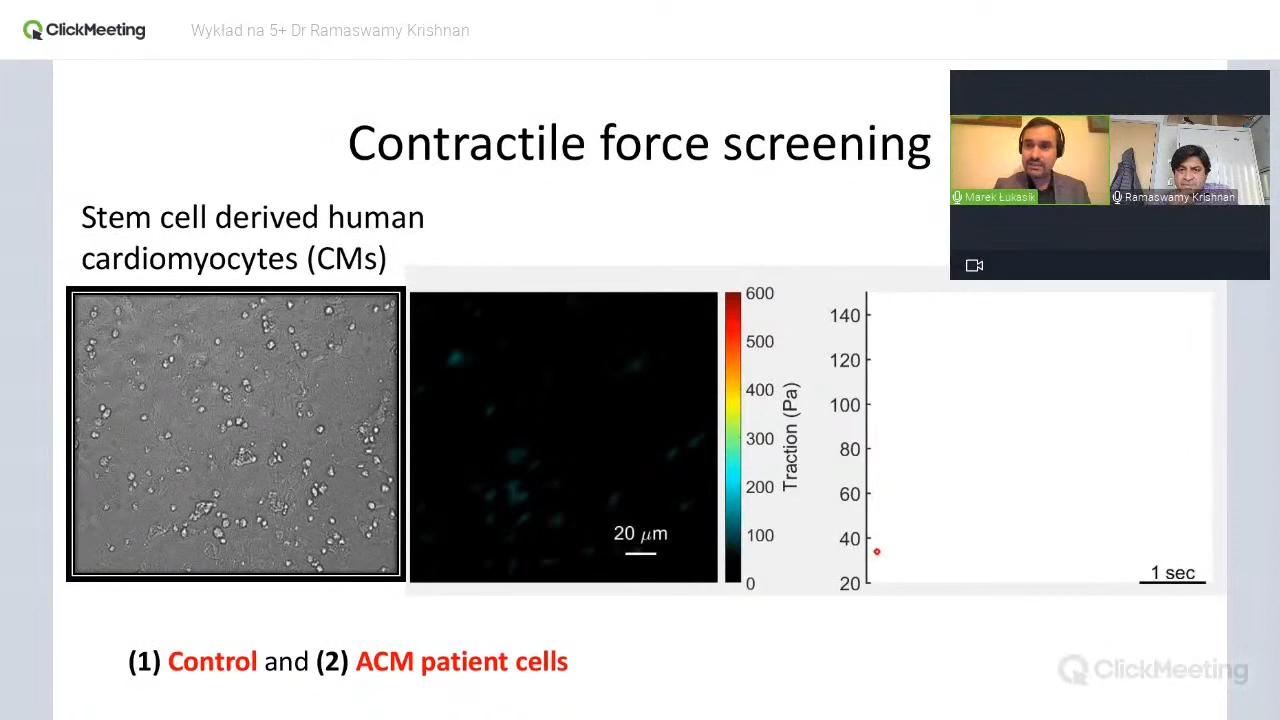 ClickMeeting
Wykład na 5+ Dr Ramaswamy Krishnan
Contractile force screening
Marek Łukasik
Ramaswamy Krishnan
Stem cell derived human
cardiomyocytes (CMs)
20 μm
600
500
400
300
200
100
0
Traction (Pa)
140
120
100
80
60
40
20
1 sec
(1) Control and (2) ACM patient cells
ClickMeeting